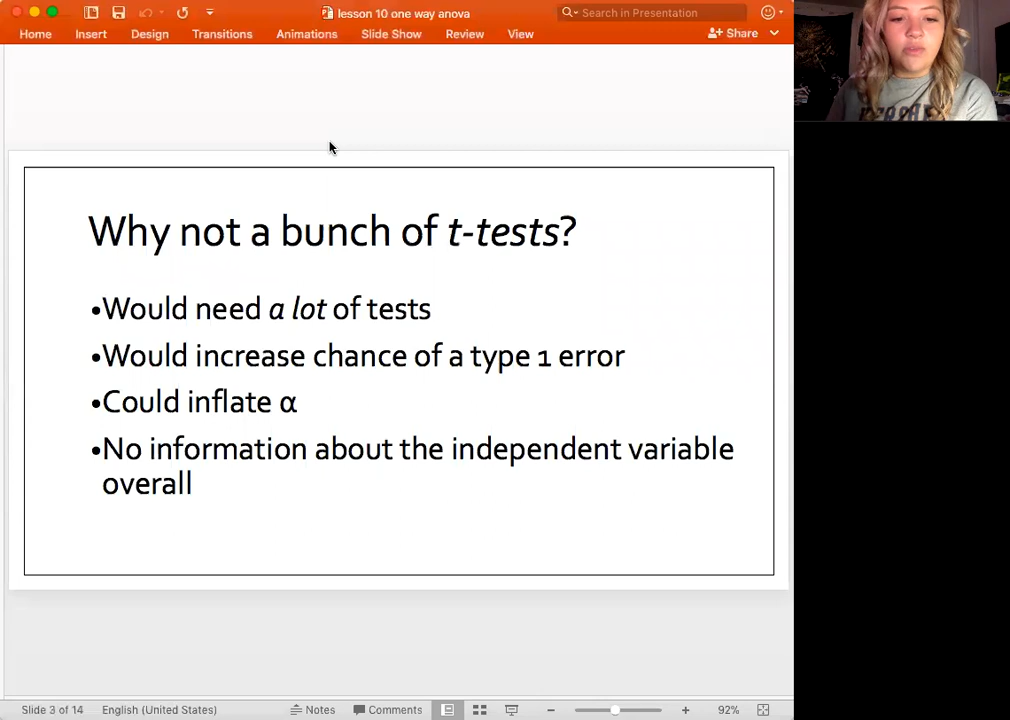 lesson 10 one way anova
Search in Presentation
Home Insert Design Transitions Animations Slide Show Review View Share
Why not a bunch of t-tests?
•Would need a lot of tests
•Would increase chance of a type 1 error
•Could inflate α
•No information about the independent variable
overall
Slide 3 of 14 English (United States) Notes Comments 92%